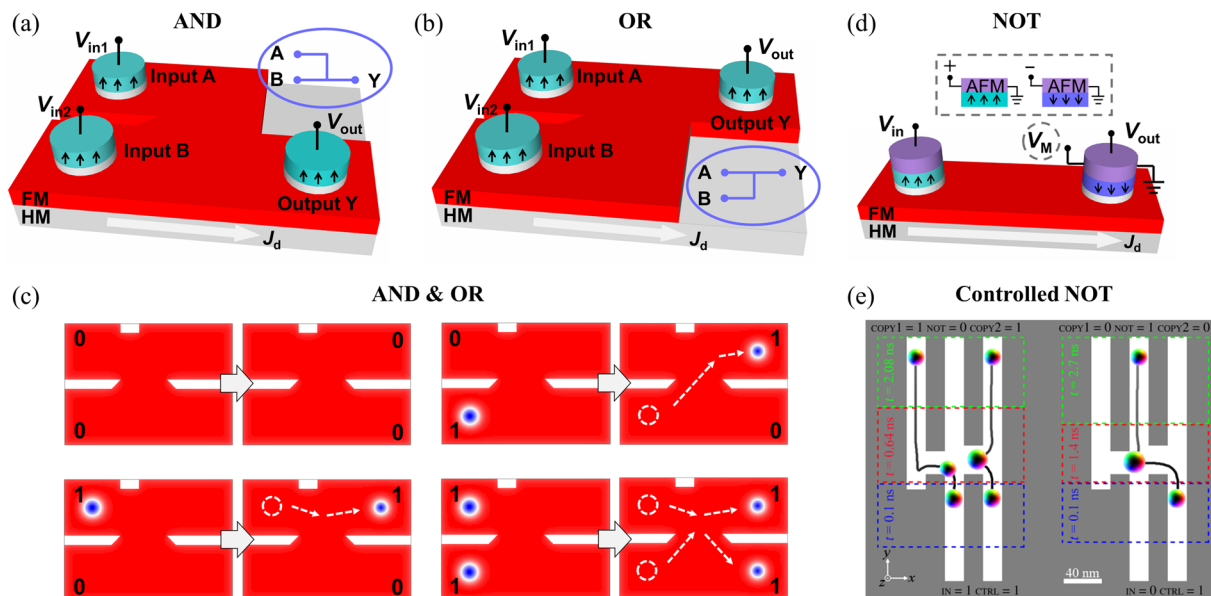 (a)
AND
Vin1
Input A
Vin2
Input B
A
B
Y
Vout
Output Y
FM
HM
Jd
(b)
OR
Vin1
Input A
Vin2
Input B
Vout
Output Y
A
B
Y
FM
HM
Jd
(d)
NOT
+
−
AFM
AFM
Vin
VM
Vout
FM
HM
Jd
(c)
AND & OR
0
0
0
0
0
1
1
0
1
0
1
0
1
1
1
1
(e)
Controlled NOT
COPY1 = 1 NOT = 0 COPY2 = 1
COPY1 = 0 NOT = 1 COPY2 = 0
t = 2.08 ns
t = 0.64 ns
t = 0.1 ns
t = 2.7 ns
t = 1.4 ns
t = 0.1 ns
y
z
x
40 nm
IN = 1 CTRL = 1
IN = 0 CTRL = 1